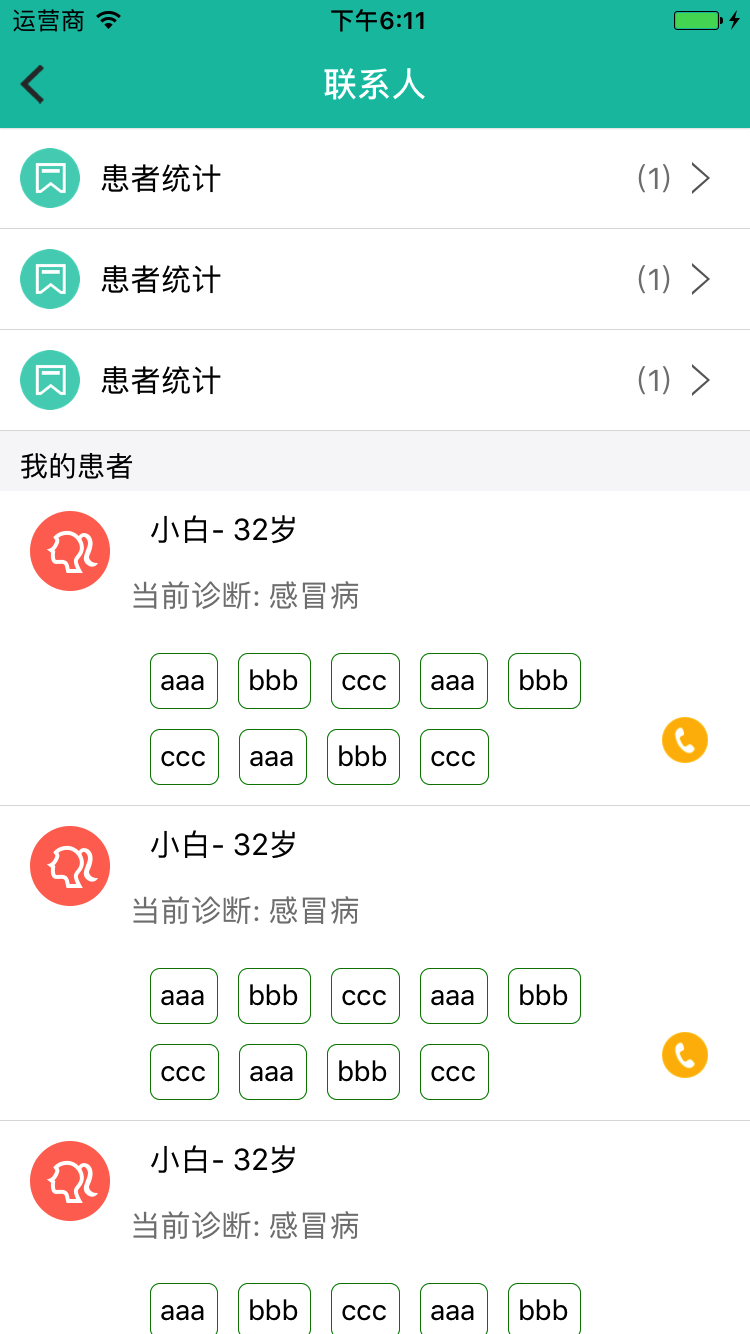 运营商 下午6:11
联系人
患者统计 (1)
患者统计 (1)
患者统计 (1)
我的患者
小白- 32岁
当前诊断: 感冒病
aaa bbb ccc aaa bbb
ccc aaa bbb ccc
小白- 32岁
当前诊断: 感冒病
aaa bbb ccc aaa bbb
ccc aaa bbb ccc
小白- 32岁
当前诊断: 感冒病
aaa bbb ccc aaa bbb